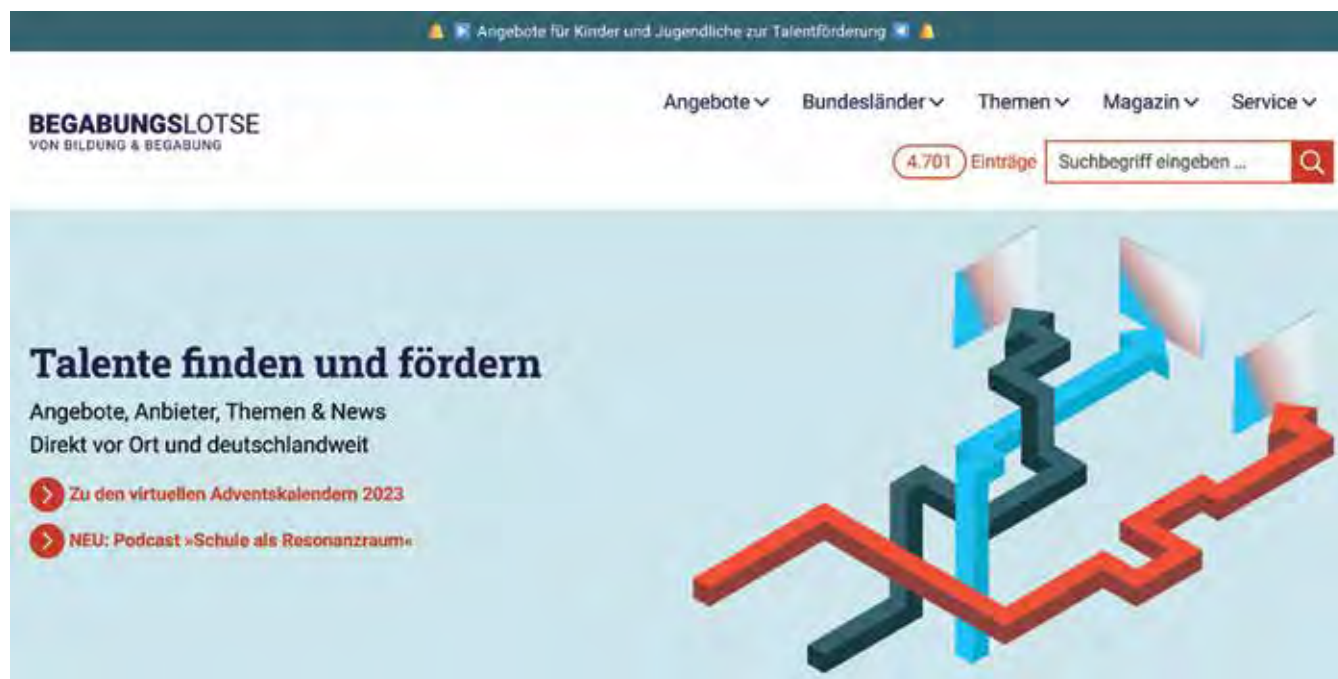 Angebote für Kinder und Jugendliche zur Talentförderung
Angebote Bundesländer Themen Magazin Service
BEGABUNGSLOTSE
VON BILDUNG & BEGABUNG
4.701 Einträge Suchbegriff eingeben ...
Talente finden und fördern
Angebote, Anbieter, Themen & News
Direkt vor Ort und deutschlandweit
Zu den virtuellen Adventskalendern 2023
NEU: Podcast »Schule als Resonanzraum«